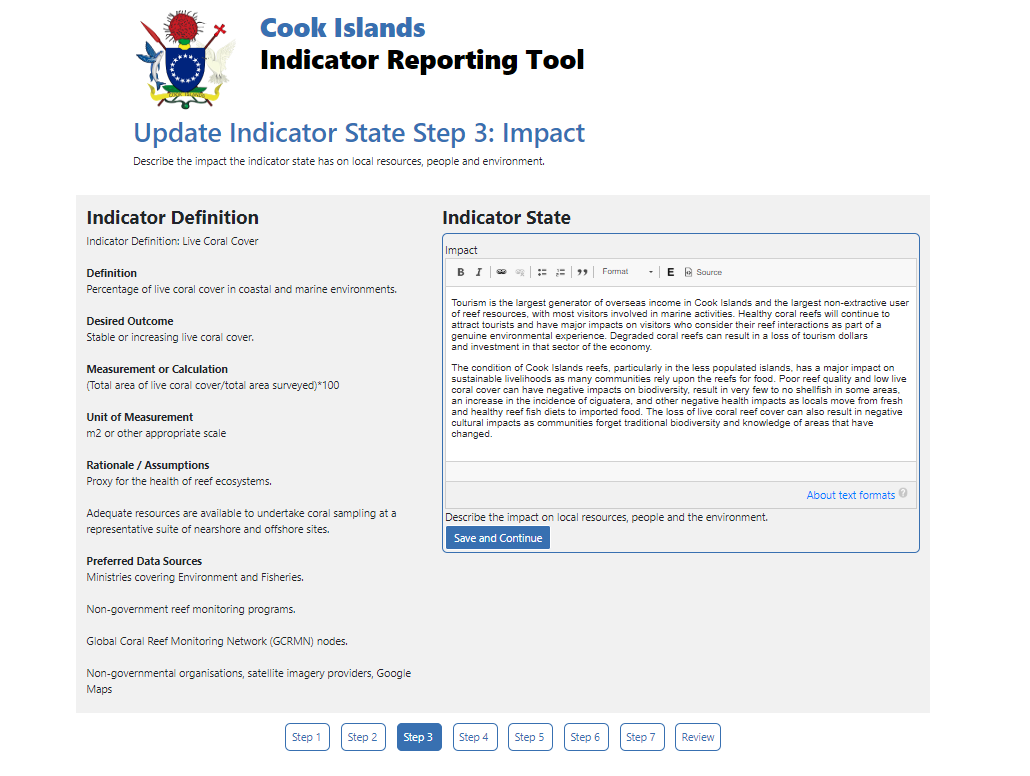 COOK ISLANDS
Cook Islands
Indicator Reporting Tool
Update Indicator State Step 3: Impact
Describe the impact the indicator state has on local resources, people and environment.
Indicator Definition
Indicator Definition: Live Coral Cover
Definition
Percentage of live coral cover in coastal and marine environments.
Desired Outcome
Stable or increasing live coral cover.
Measurement or Calculation
(Total area of live coral cover/total area surveyed)*100
Unit of Measurement
m2 or other appropriate scale
Rationale / Assumptions
Proxy for the health of reef ecosystems.
Adequate resources are available to undertake coral sampling at a
representative suite of nearshore and offshore sites.
Preferred Data Sources
Ministries covering Environment and Fisheries.
Non-government reef monitoring programs.
Global Coral Reef Monitoring Network (GCRMN) nodes.
Non-governmental organisations, satellite imagery providers, Google
Maps
Indicator State
Impact
B I Format E Source
Tourism is the largest generator of overseas income in Cook Islands and the largest non-extractive user
of reef resources, with most visitors involved in marine activities. Healthy coral reefs will continue to
attract tourists and have major impacts on visitors who consider their reef interactions as part of a
genuine environmental experience. Degraded coral reefs can result in a loss of tourism dollars
and investment in that sector of the economy.
The condition of Cook Islands reefs, particularly in the less populated islands, has a major impact on
sustainable livelihoods as many communities rely upon the reefs for food. Poor reef quality and low live
coral cover can have negative impacts on biodiversity, result in very few to no shellfish in some areas,
an increase in the incidence of ciguatera, and other negative health impacts as locals move from fresh
and healthy reef fish diets to imported food. The loss of live coral reef cover can also result in negative
cultural impacts as communities forget traditional biodiversity and knowledge of areas that have
changed.
About text formats ?
Describe the impact on local resources, people and the environment.
Save and Continue
Step 1 Step 2 Step 3 Step 4 Step 5 Step 6 Step 7 Review